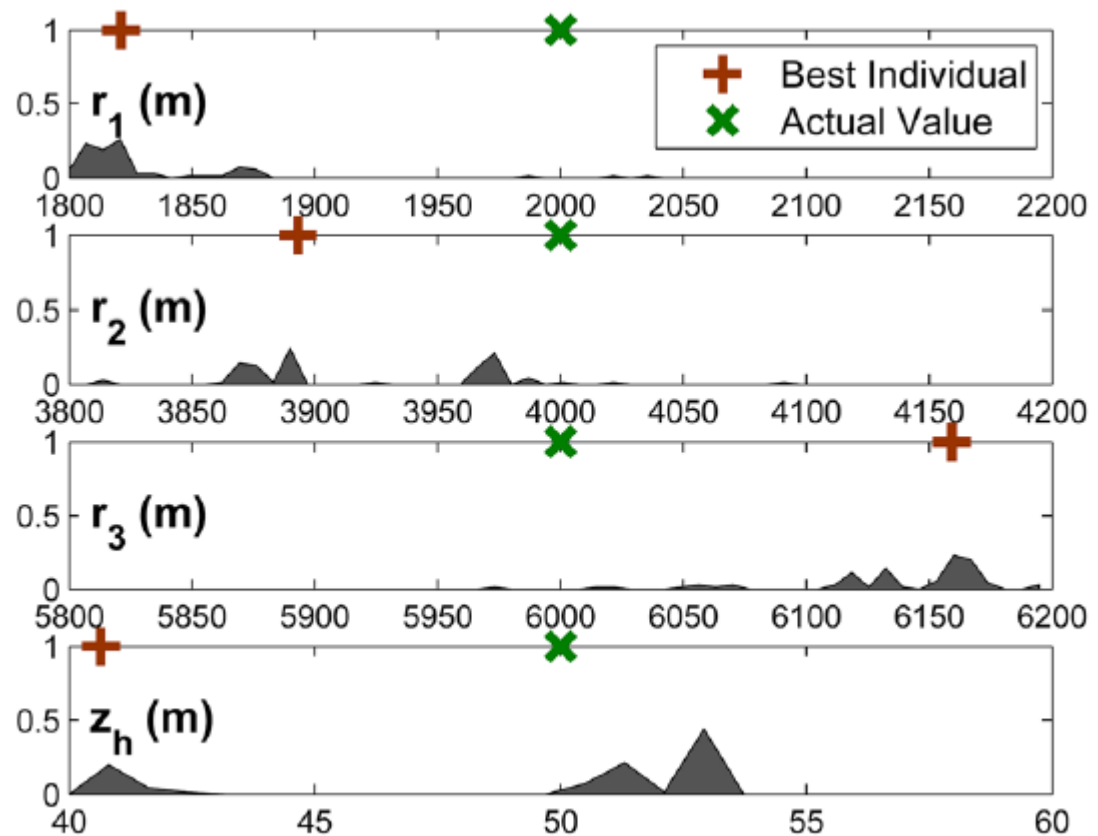 1
0.5
0
r1 (m)
Best Individual
Actual Value
1800 1850 1900 1950 2000 2050 2100 2150 2200
1
0.5
0
r2 (m)
3800 3850 3900 3950 4000 4050 4100 4150 4200
1
0.5
0
r3 (m)
5800 5850 5900 5950 6000 6050 6100 6150 6200
1
0.5
0
zh (m)
40 45 50 55 60